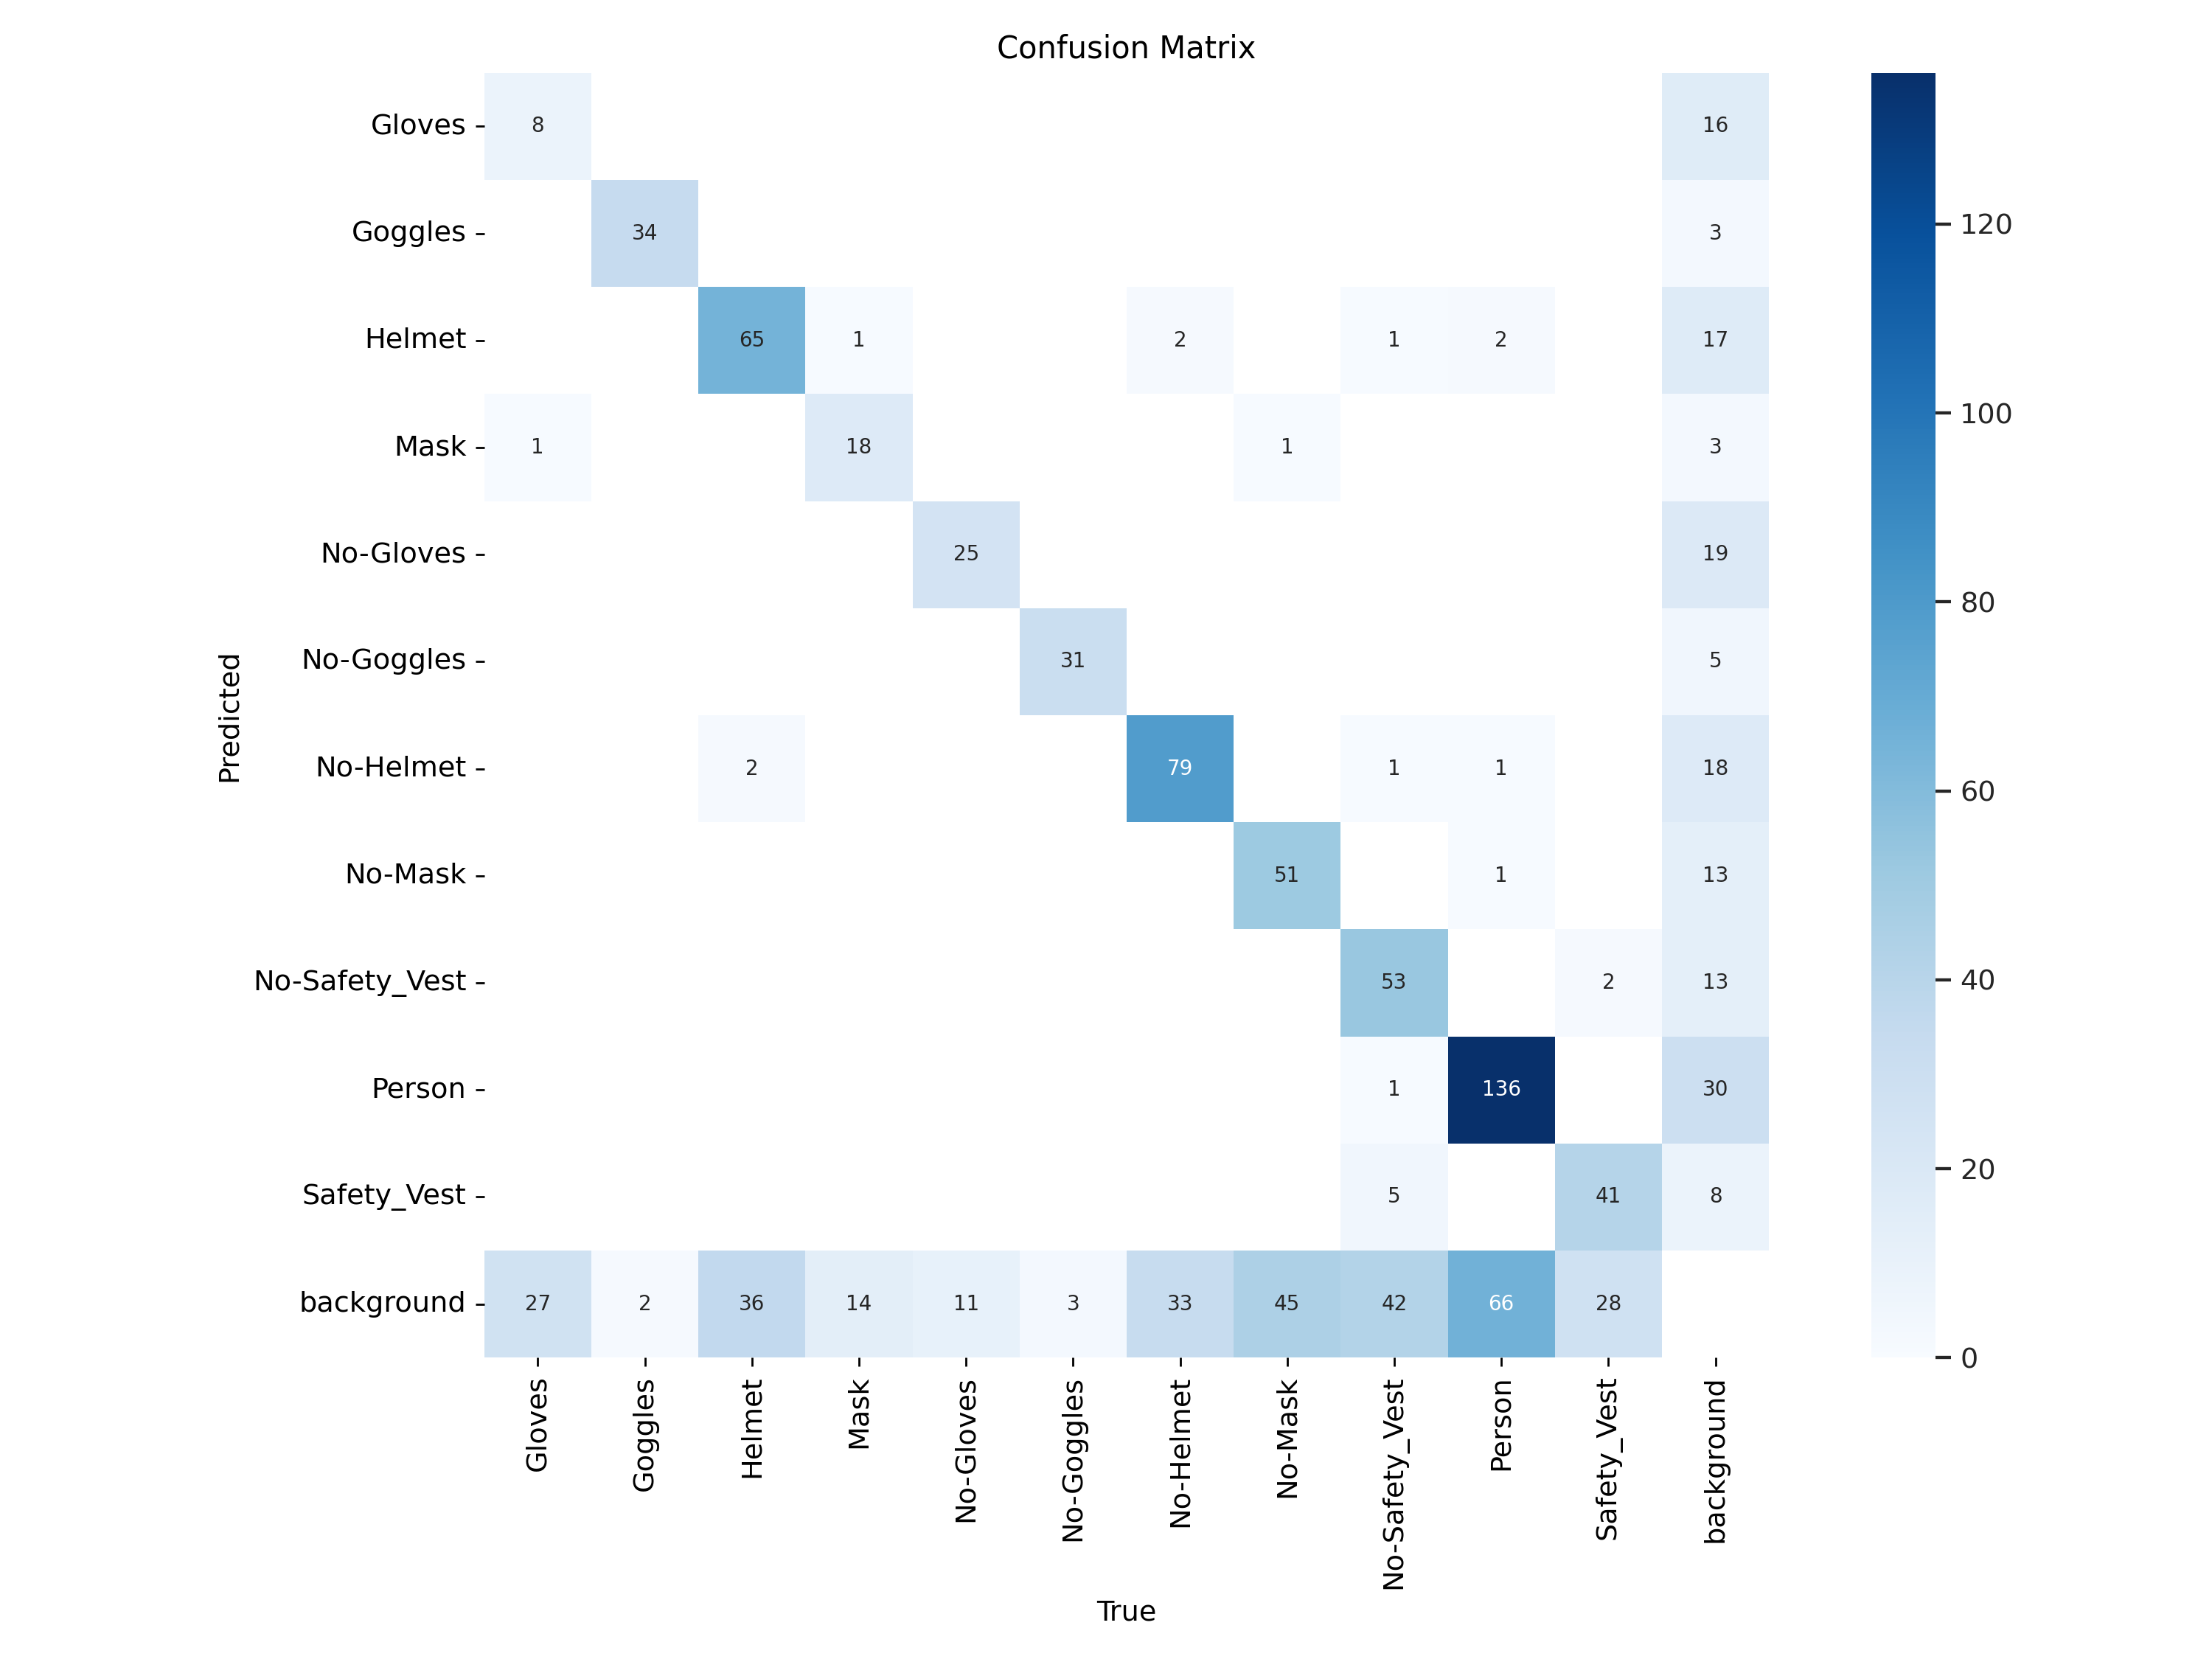 Confusion Matrix
Gloves 8 16
Goggles 34 3
Helmet 65 1 2 1 2 17
Mask 1 18 1 3
No-Gloves 25 19
No-Goggles 31 5
No-Helmet 2 79 1 1 18
No-Mask 51 1 13
No-Safety_Vest 53 2 13
Person 1 136 30
Safety_Vest 5 41 8
background 27 2 36 14 11 3 33 45 42 66 28
Predicted
Gloves Goggles Helmet Mask No-Gloves No-Goggles No-Helmet No-Mask No-Safety_Vest Person Safety_Vest background
True
120
100
80
60
40
20
0